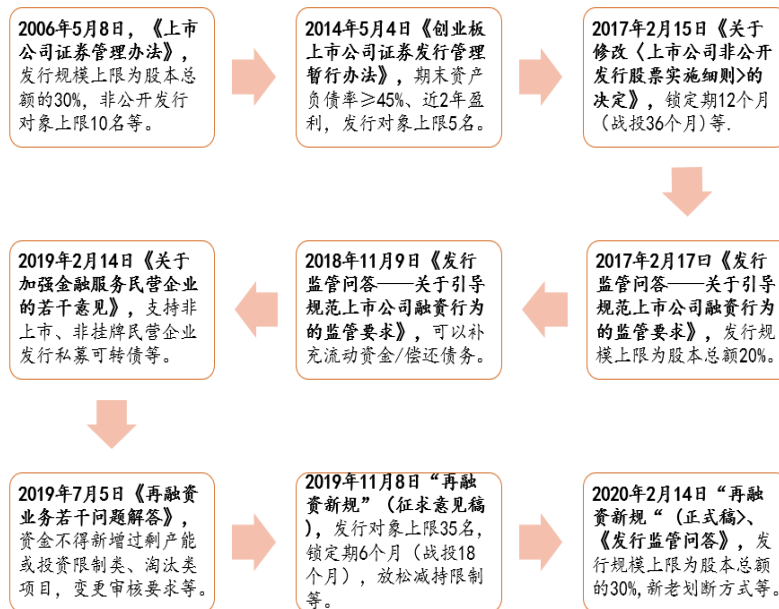 2006年5月8日，《上市
公司证券管理办法》，
发行规模上限为股本总
额的30%，非公开发行
对象上限10名等。
2014年5月4日《创业板
上市公司证券发行管理
暂行办法》，期末资产
负债率≥45%、近2年盈
利，发行对象上限5名。
2017年2月15日《关于
修改〈上市公司非公开
发行股票实施细则>的
决定》，锁定期12个月
（战投36个月)等.
2017年2月17日《发行
监管问答——关于引导
规范上市公司融资行为
的监管要求》，发行规
模上限为股本总额20%。
2018年11月9日《发行
监管问答——关于引导
规范上市公司融资行为
的监管要求》，可以补
充流动资金/偿还债务。
2019年2月14日《关于
加强金融服务民营企业
的若干意见》，支持非
上市、非挂牌民营企业
发行私募可转债等。
2019年7月5日《再融资
业务若干问题解答》，
资金不得新增过剩产能
或投资限制类、淘汰类
项目，变更审核要求等。
2019年11月8日“再融
资新规”（征求意见稿
），发行对象上限35名，
锁定期6个月（战投18
个月），放松减持限制
等。
2020年2月14日“再融
资新规“（正式稿>、
《发行监管问答》，发
行规模上限为股本总额
的30%,新老划断方式等。